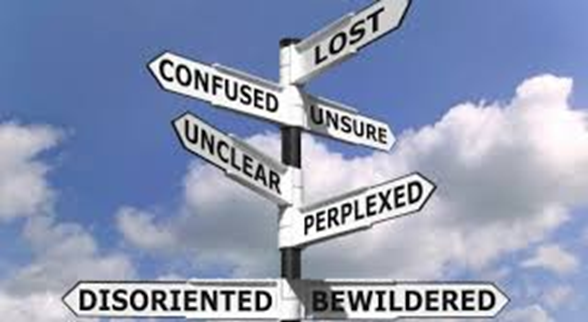 LOST
CONFUSED
UNSURE
UNCLEAR
PERPLEXED
DISORIENTED
BEWILDERED